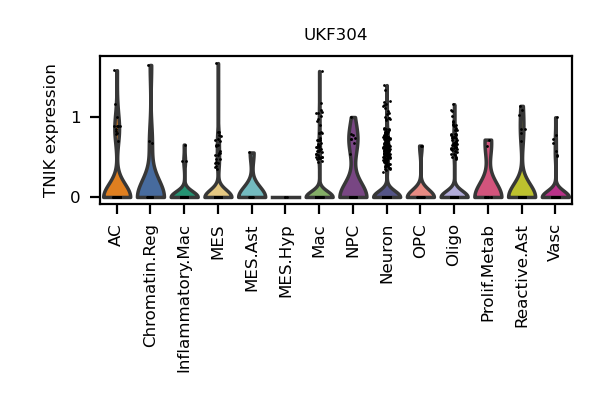 UKF304
TNIK expression
1
0
AC
Chromatin.Reg
Inflammatory.Mac
MES
MES.Ast
MES.Hyp
Mac
NPC
Neuron
OPC
Oligo
Prolif.Metab
Reactive.Ast
Vasc